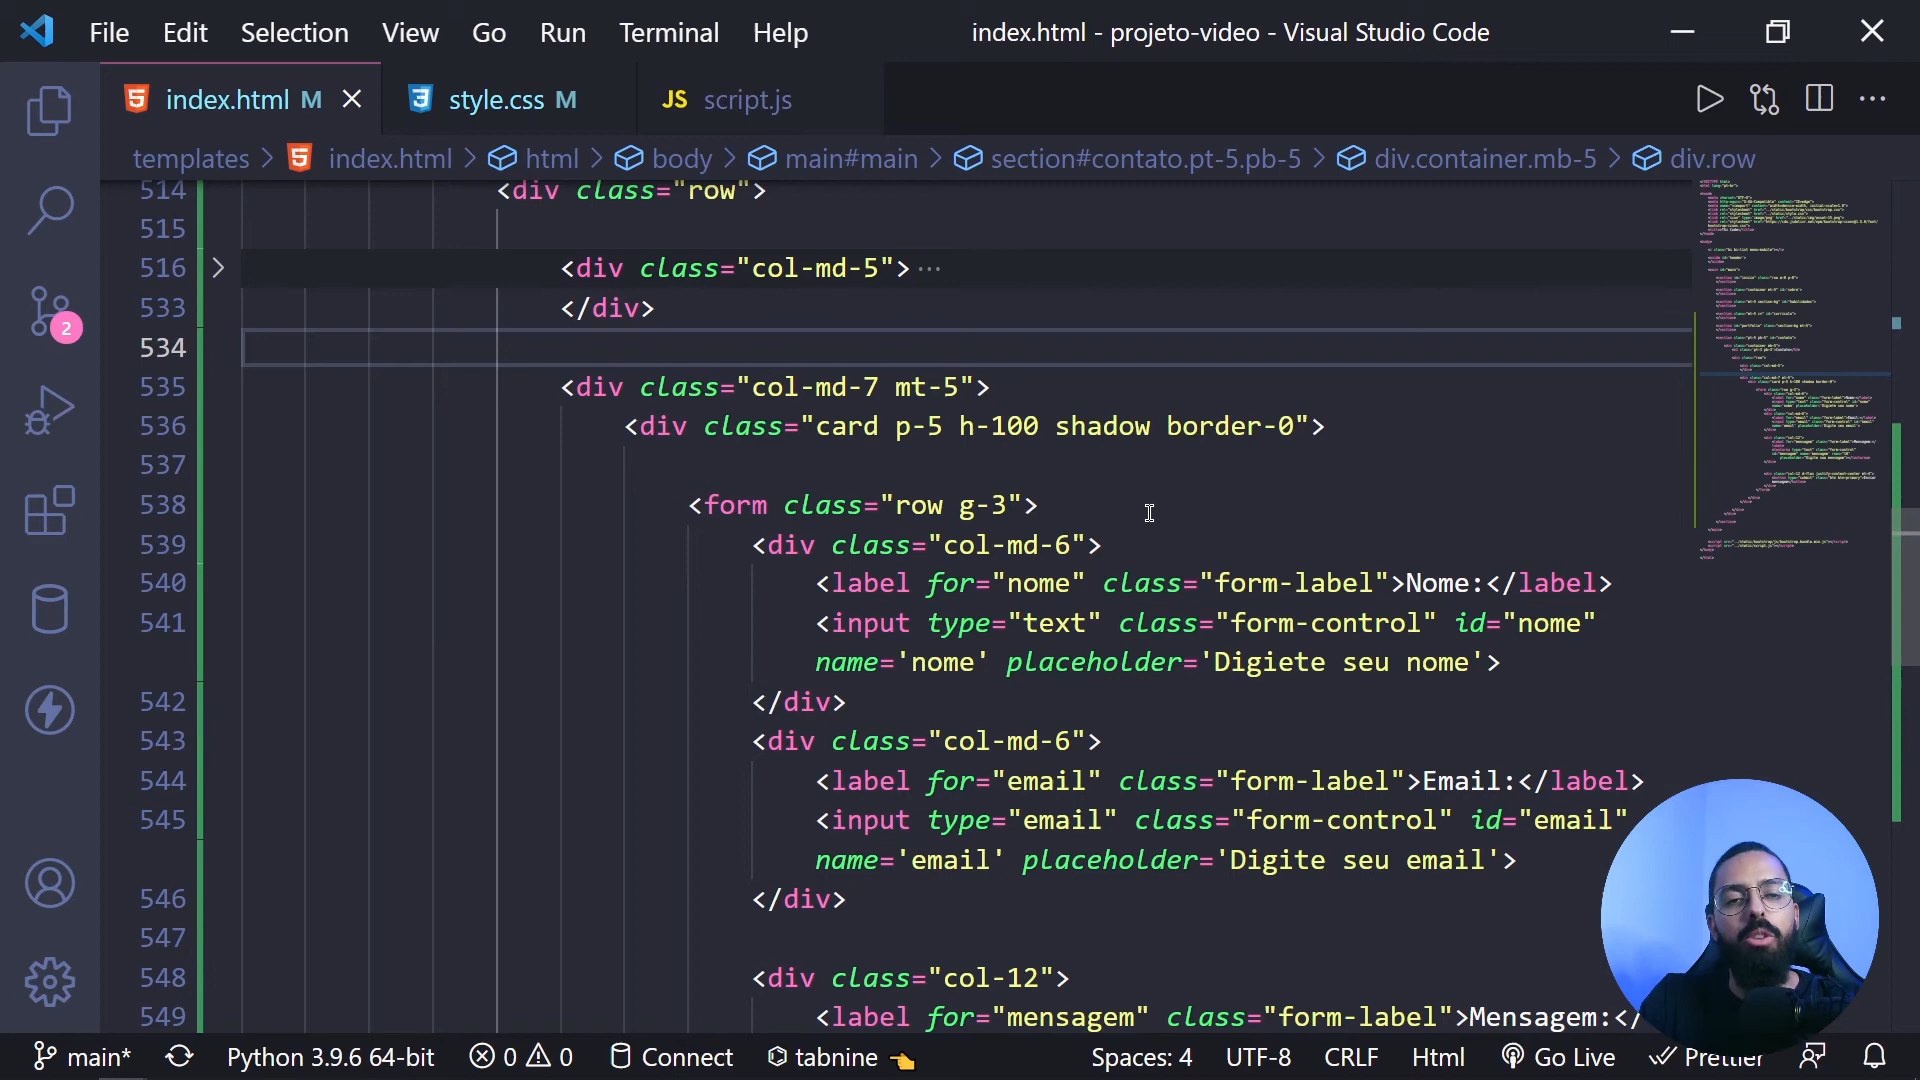 File Edit Selection View Go Run Terminal Help index.html - projeto-video - Visual Studio Code
index.html M style.css M JS script.js
templates > index.html > html > body > main#main > section#contato.pt-5.pb-5 > div.container.mb-5 > div.row
514 <div class="row">
515
516 <div class="col-md-5"> ···
533 </div>
534
535 <div class="col-md-7 mt-5">
536 <div class="card p-5 h-100 shadow border-0">
537
538 <form class="row g-3">
539 <div class="col-md-6">
540 <label for="nome" class="form-label">Nome:</label>
541 <input type="text" class="form-control" id="nome"
name='nome' placeholder='Digiete seu nome'>
542 </div>
543 <div class="col-md-6">
544 <label for="email" class="form-label">Email:</label>
545 <input type="email" class="form-control" id="email"
name='email' placeholder='Digite seu email'>
546 </div>
547
548 <div class="col-12">
549 <label for="mensagem" class="form-label">Mensagem:</
2
main* Python 3.9.6 64-bit 0 0 Connect tabnine Spaces: 4 UTF-8 CRLF Html Go Live Prettier